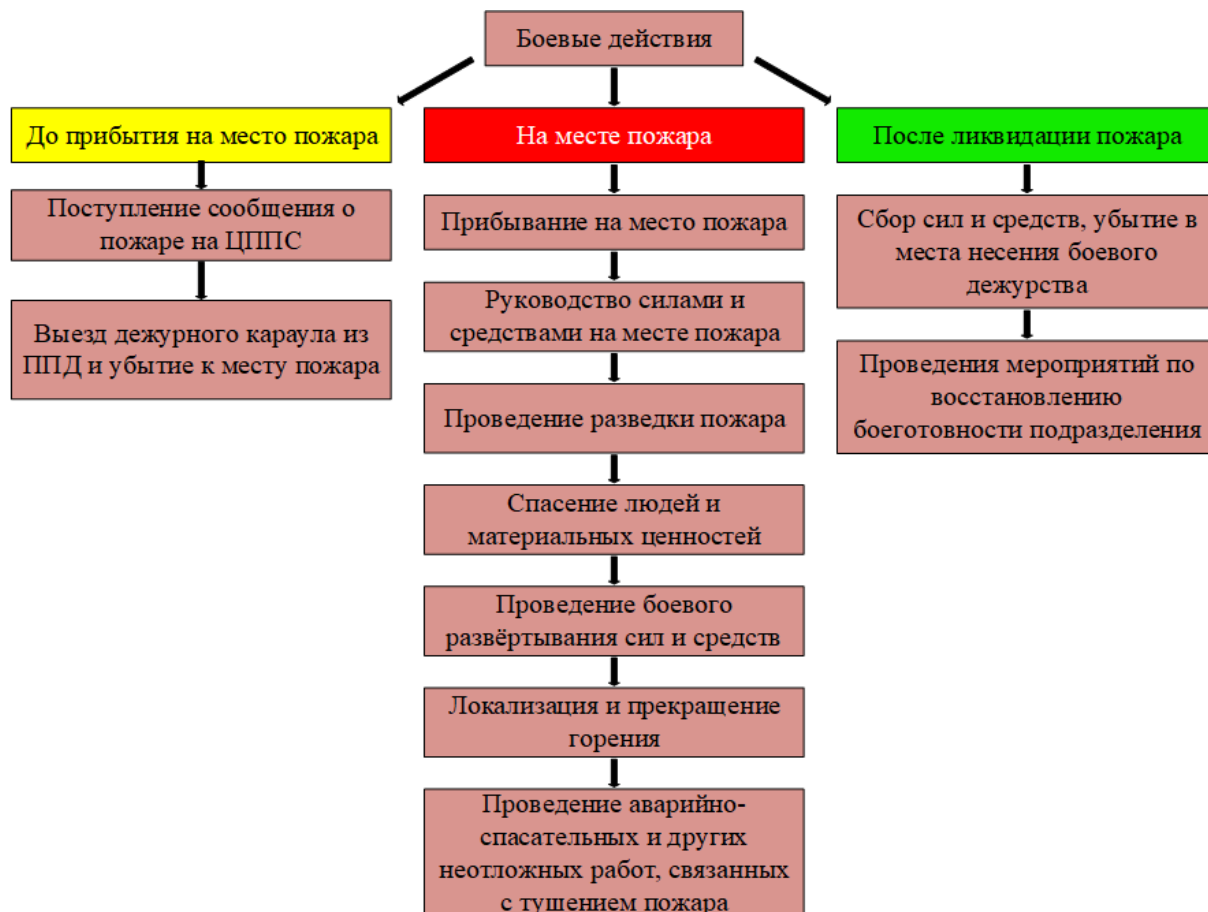 Боевые действия
До прибытия на место пожара
Поступление сообщения о
пожаре на ЦППС
Выезд дежурного караула из
ППД и убытие к месту пожара
На месте пожара
Прибывание на место пожара
Руководство силами и
средствами на месте пожара
Проведение разведки пожара
Спасение людей и
материальных ценностей
Проведение боевого
развёртывания сил и средств
Локализация и прекращение
горения
Проведение аварийно-
спасательных и других
неотложных работ, связанных
с тушением пожара
После ликвидации пожара
Сбор сил и средств, убытие в
места несения боевого
дежурства
Проведения мероприятий по
восстановлению
боеготовности подразделения